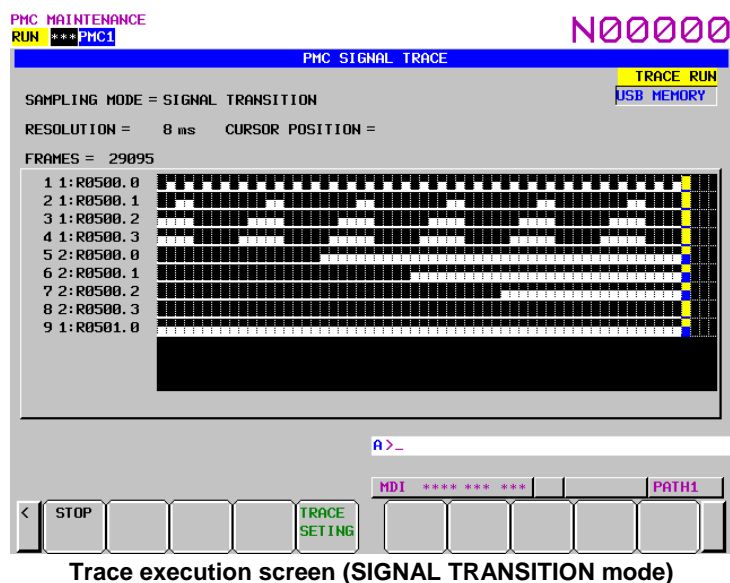 PMC MAINTENANCE
N00000
RUN ***PMC1
PMC SIGNAL TRACE
TRACE RUN
SAMPLING MODE = SIGNAL TRANSITION
USB MEMORY
RESOLUTION = 8 ms CURSOR POSITION =
FRAMES = 29095
1 1:R0500.0
2 1:R0500.1
3 1:R0500.2
4 1:R0500.3
5 2:R0500.0
6 2:R0500.1
7 2:R0500.2
8 2:R0500.3
9 1:R0501.0
A>_
MDI **** *** *** PATH1
< STOP TRACE
SETING
Trace execution screen (SIGNAL TRANSITION mode)